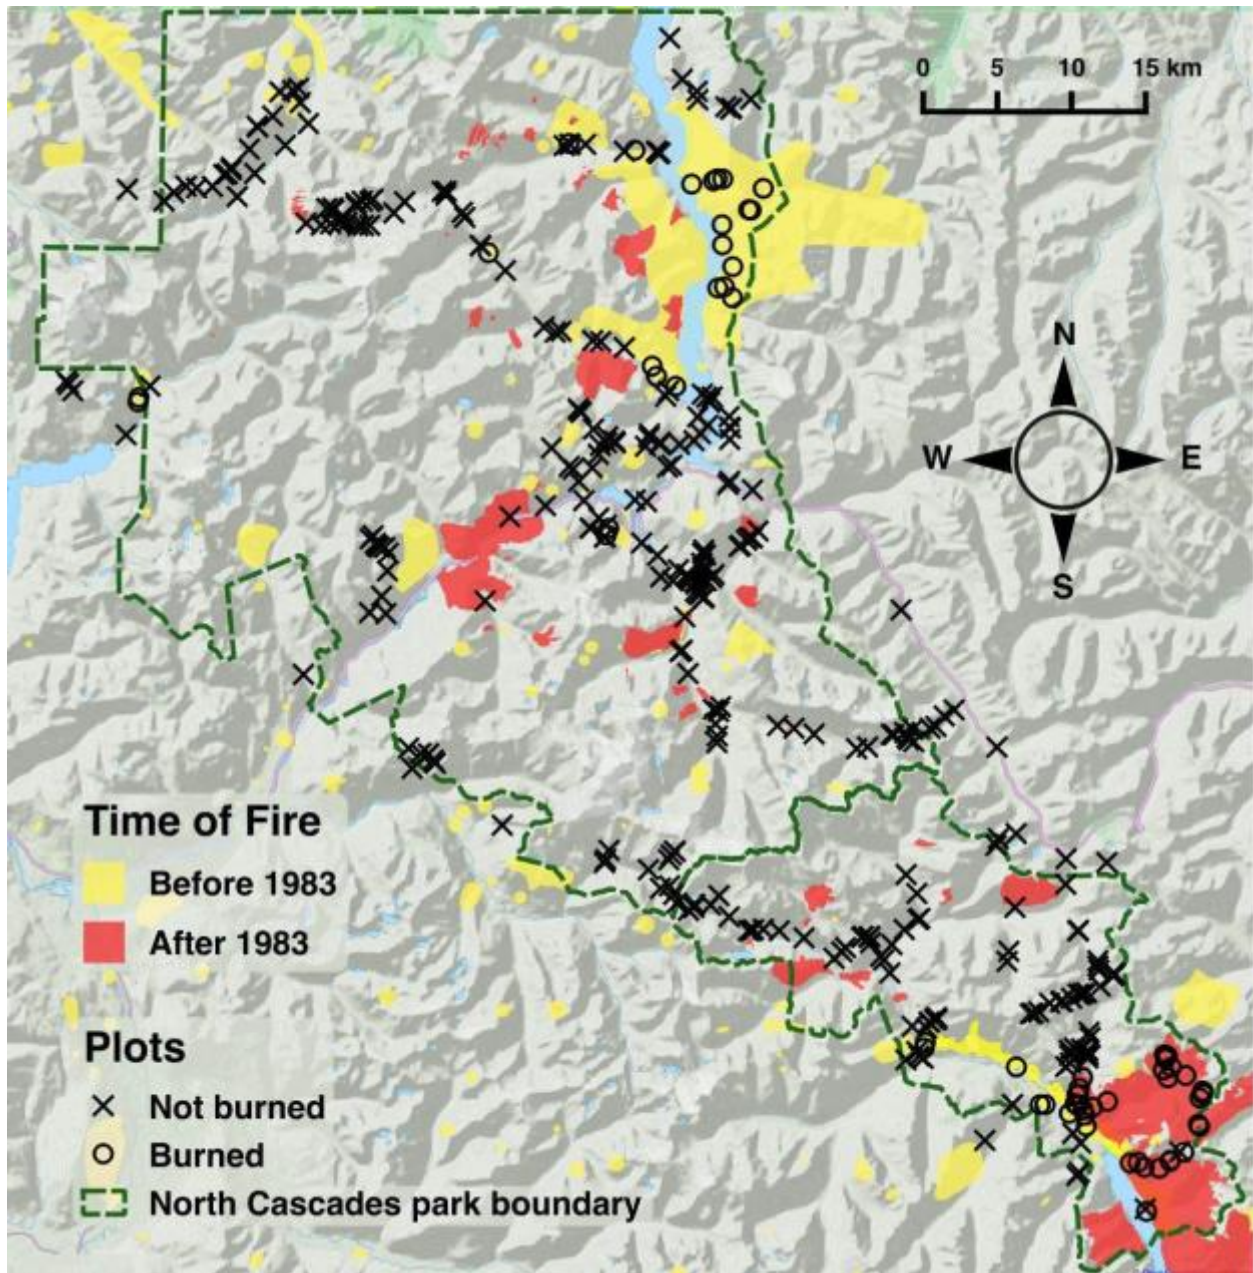 0 5 10 15 km
N
W E
S
Time of Fire
Before 1983
After 1983
Plots
Not burned
Burned
North Cascades park boundary